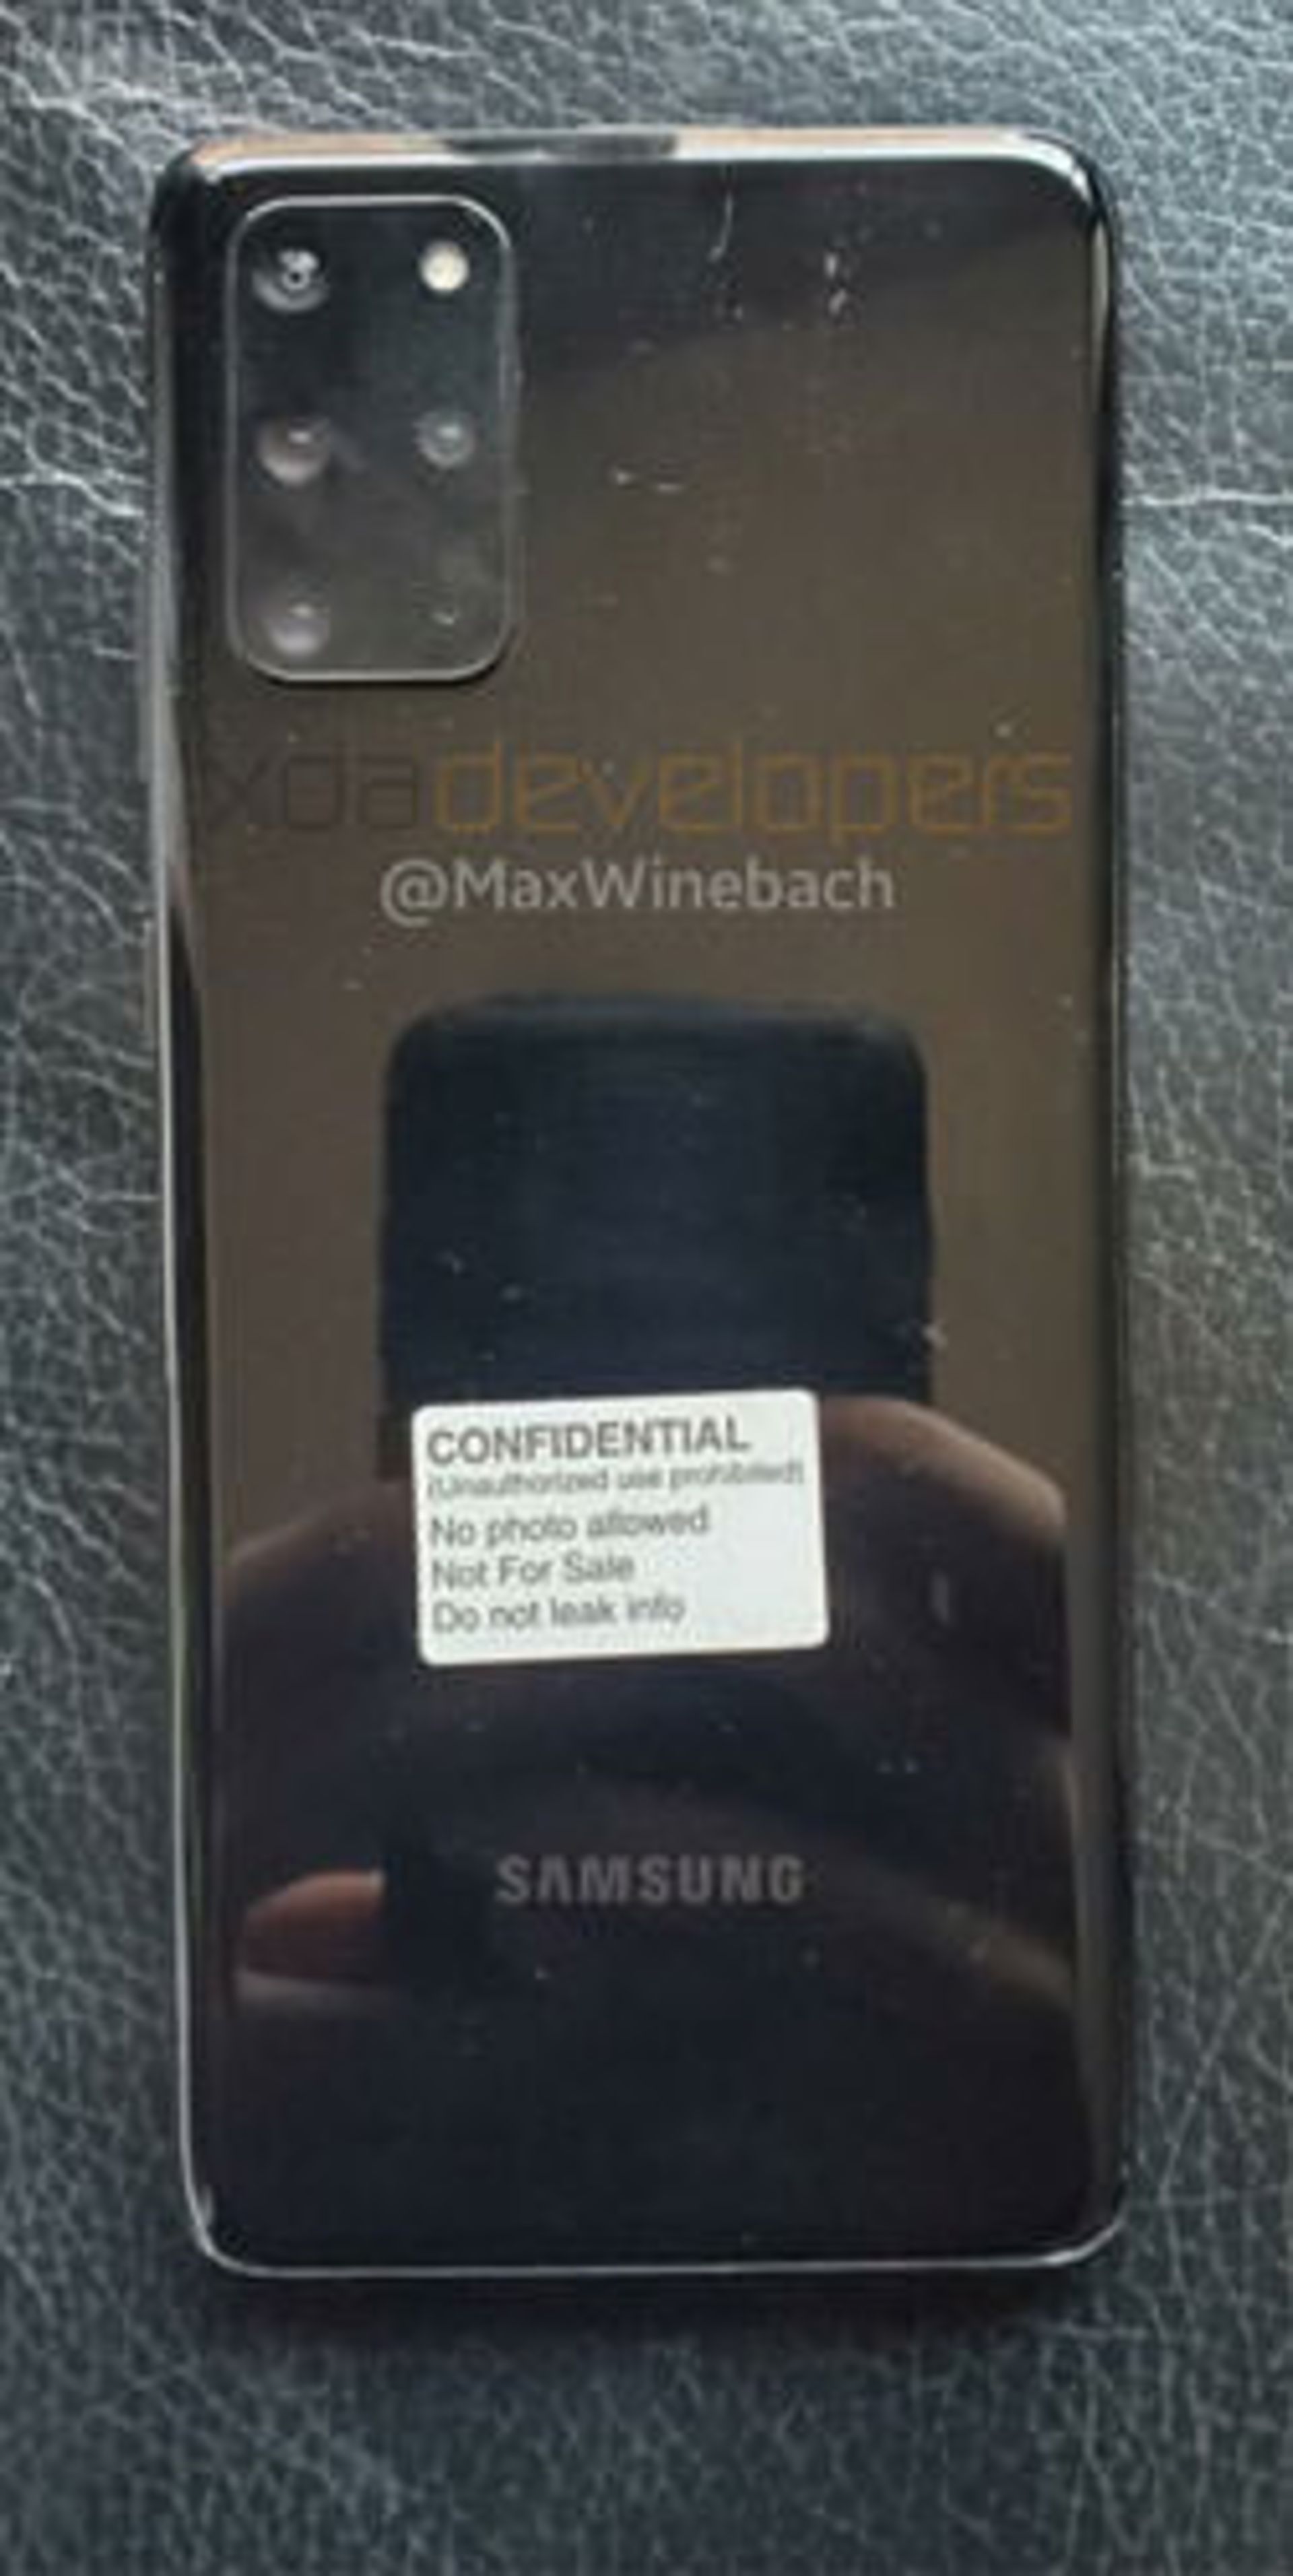 xdadevelopers
@MaxWinebach
CONFIDENTIAL
(Unauthorized use prohibited)
No photo allowed
Not For Sale
Do not leak info
SAMSUNG